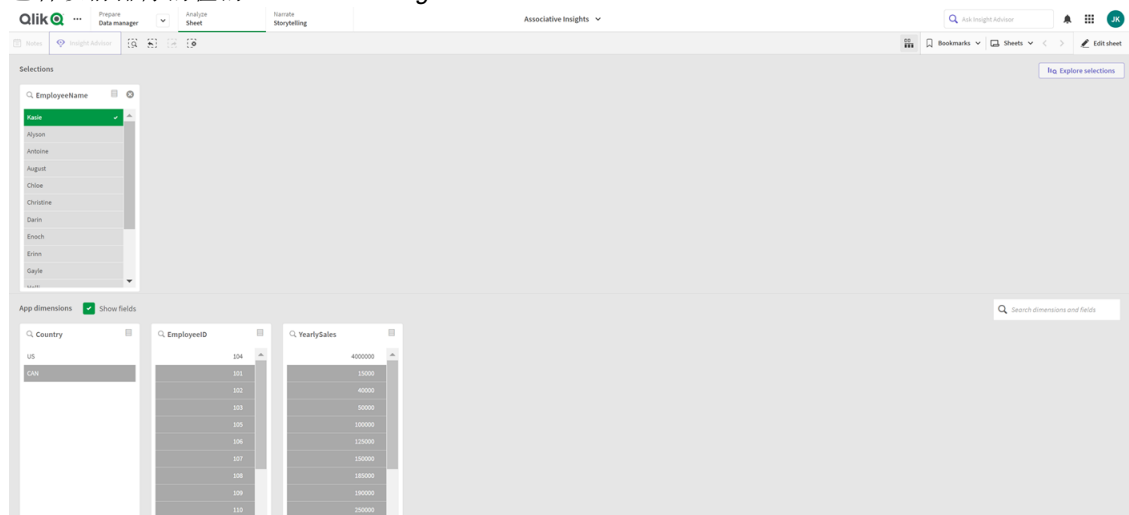 Qlik
Prepare
Data manager
Analyze
Sheet
Narrate
Storytelling
Associative Insights
Ask Insight Advisor
JK
Notes
Insight Advisor
Bookmarks
Sheets
Edit sheet
Selections
Explore selections
EmployeeName
Kasie
Alyson
Antoine
August
Chloe
Christine
Darin
Enoch
Erinn
Gayle
App dimensions
Show fields
Search dimensions and fields
Country
US
CAN
EmployeeID
104
101
102
103
105
106
107
108
109
110
YearlySales
4000000
15000
40000
50000
100000
125000
150000
185000
190000
250000